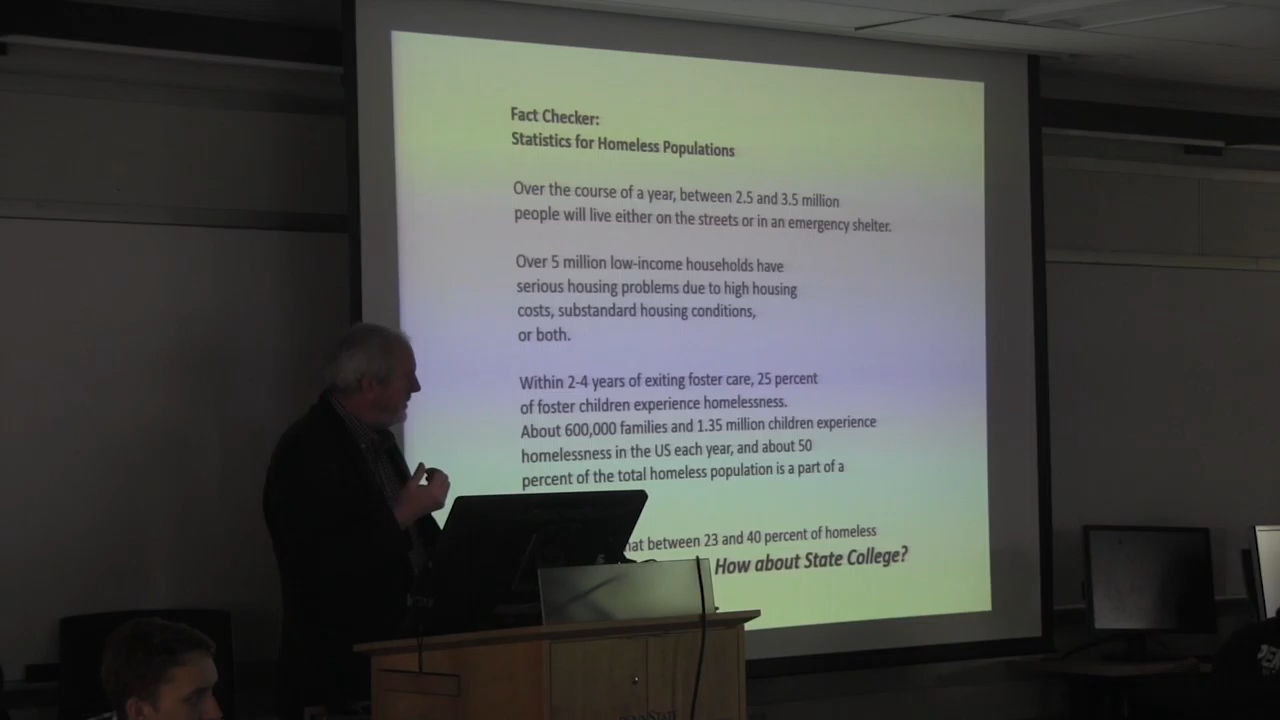 Fact Checker:
Statistics for Homeless Populations
Over the course of a year, between 2.5 and 3.5 million
people will live either on the streets or in an emergency shelter.
Over 5 million low-income households have
serious housing problems due to high housing
costs, substandard housing conditions,
or both.
Within 2-4 years of exiting foster care, 25 percent
of foster children experience homelessness.
About 600,000 families and 1.35 million children experience
homelessness in the US each year, and about 50
percent of the total homeless population is a part of a
between 23 and 40 percent of homeless
How about State College?